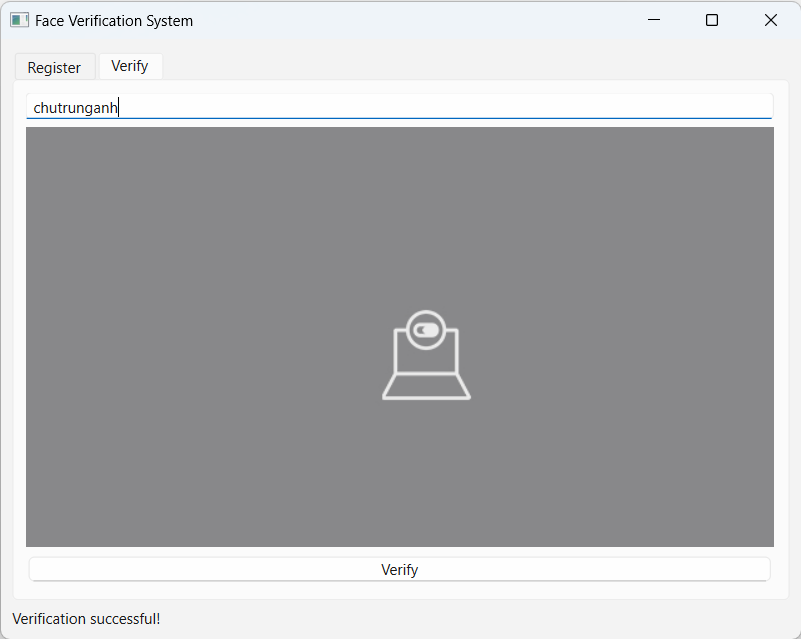 Face Verification System
Register Verify
chutrunganh
Verify
Verification successful!